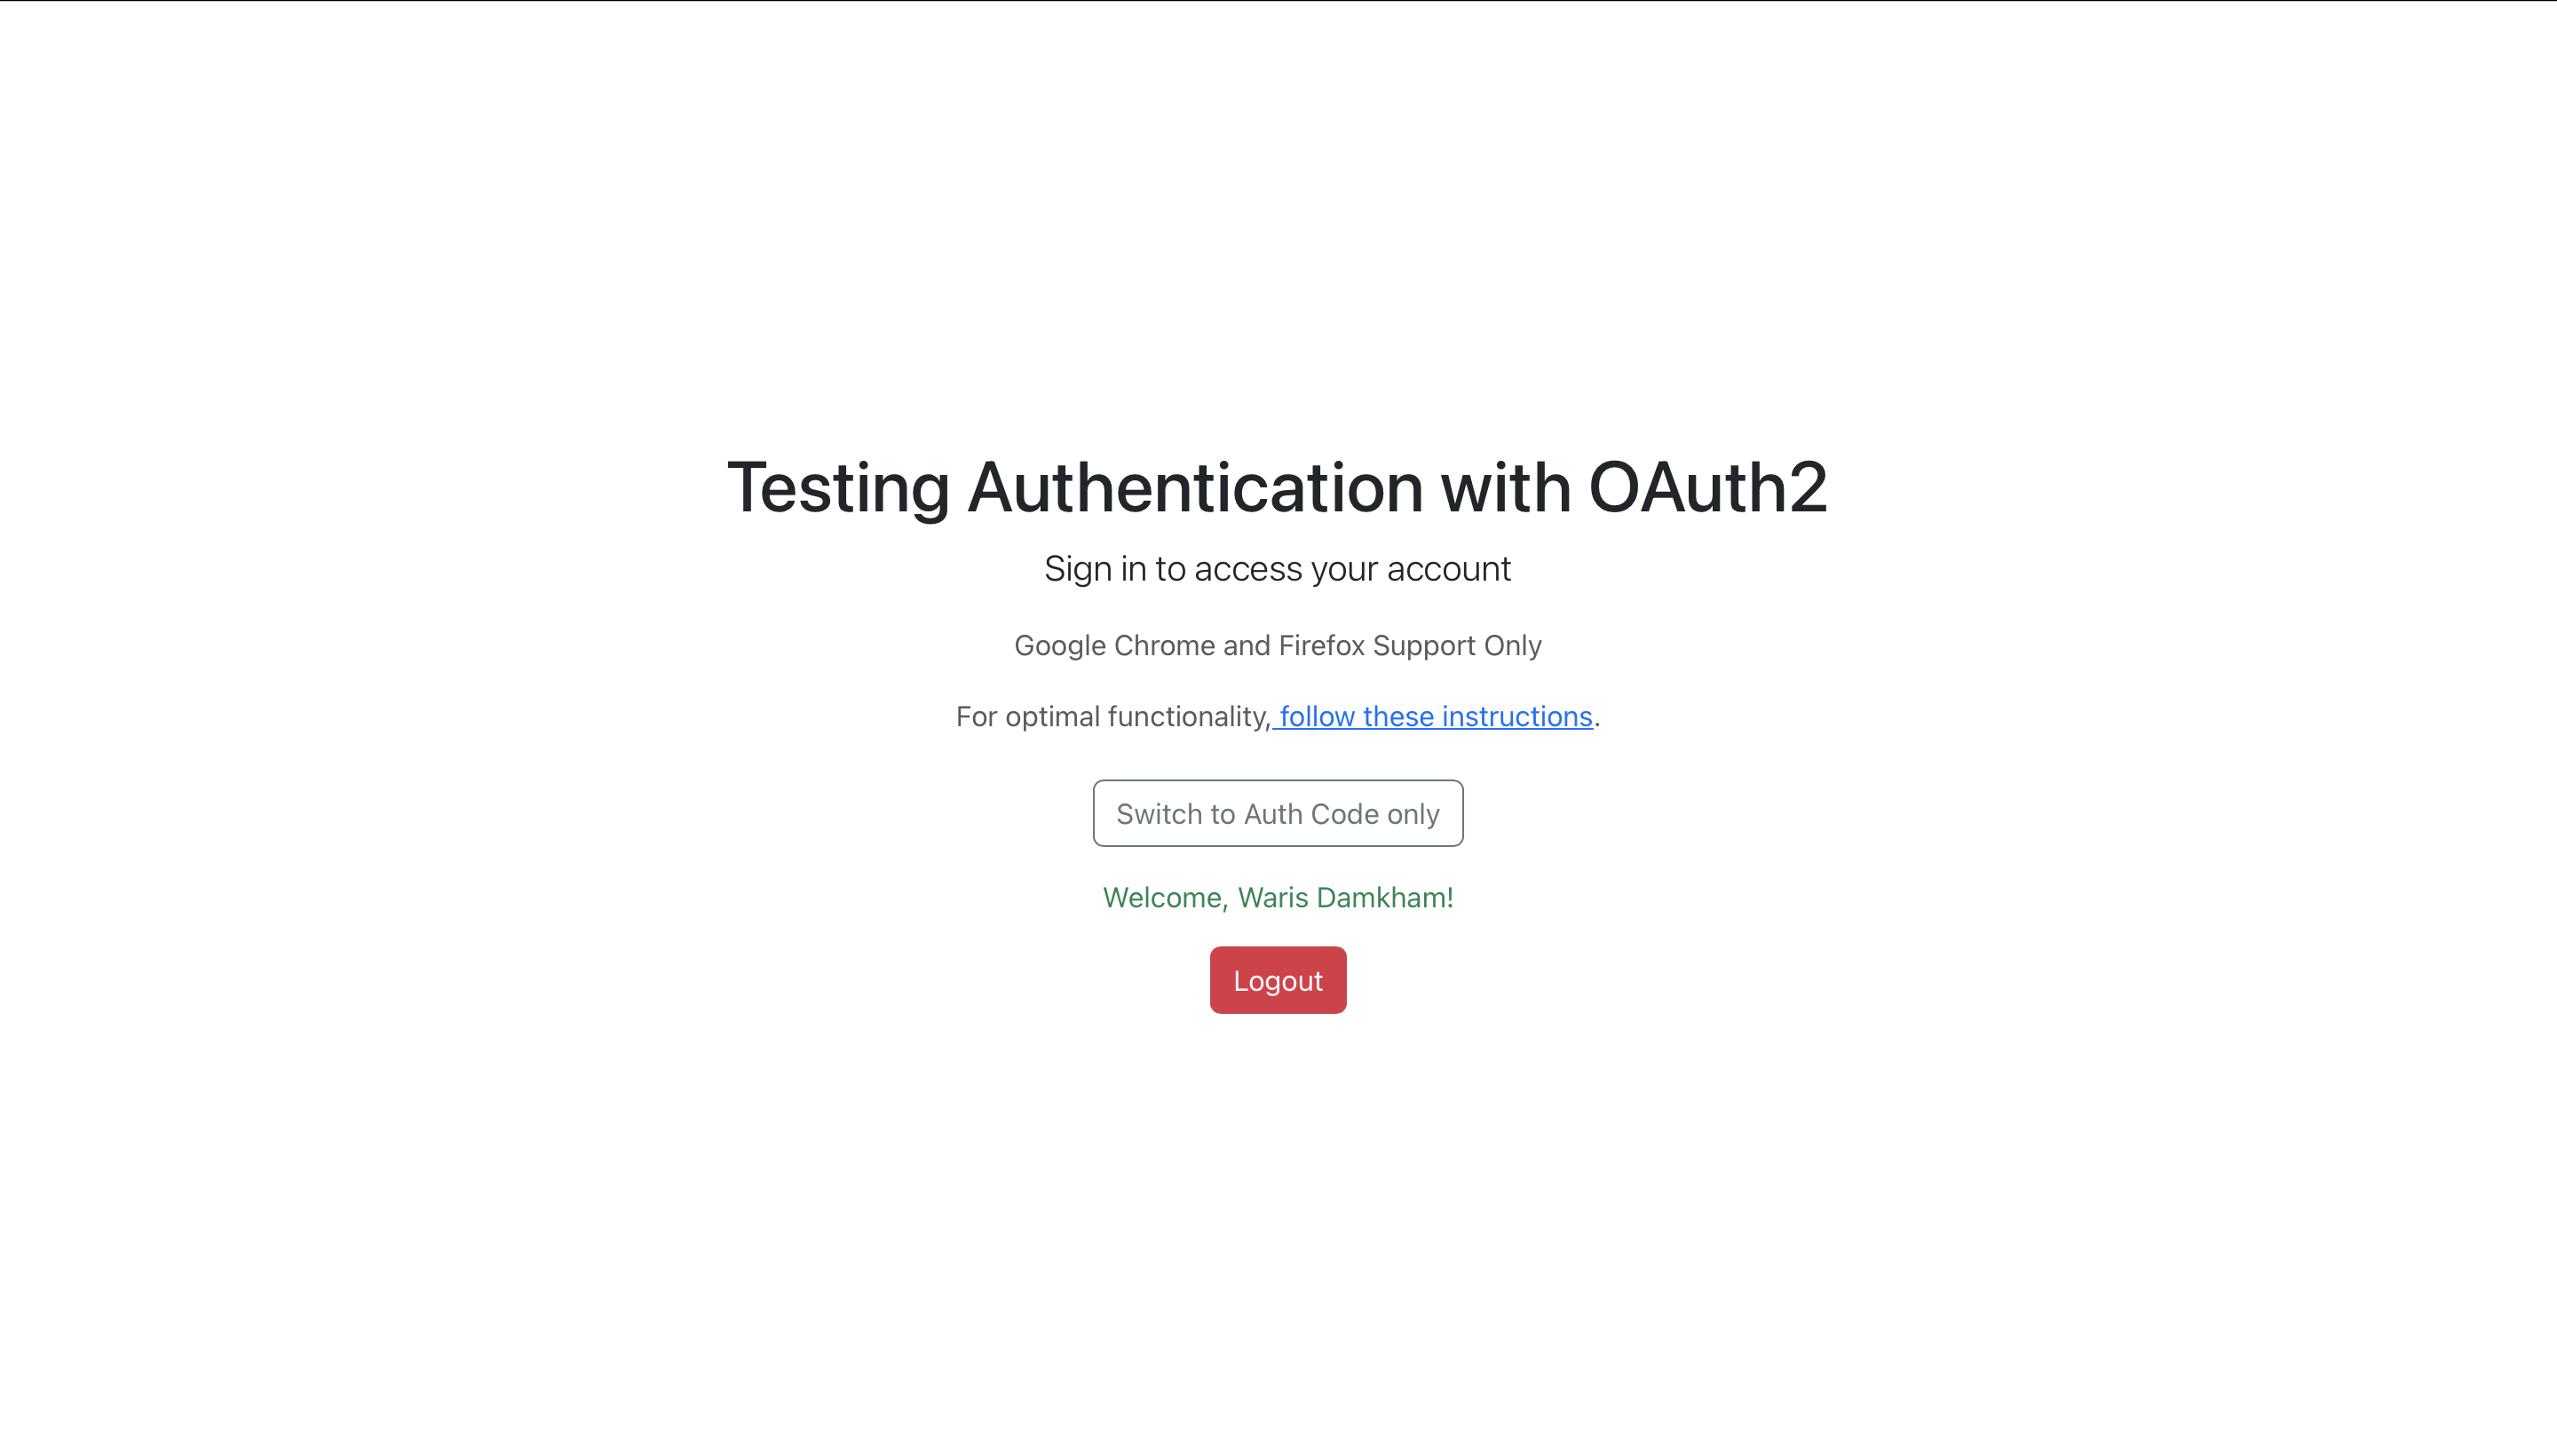 Testing Authentication with OAuth2
Sign in to access your account
Google Chrome and Firefox Support Only
For optimal functionality, follow these instructions.
Switch to Auth Code only
Welcome, Waris Damkham!
Logout